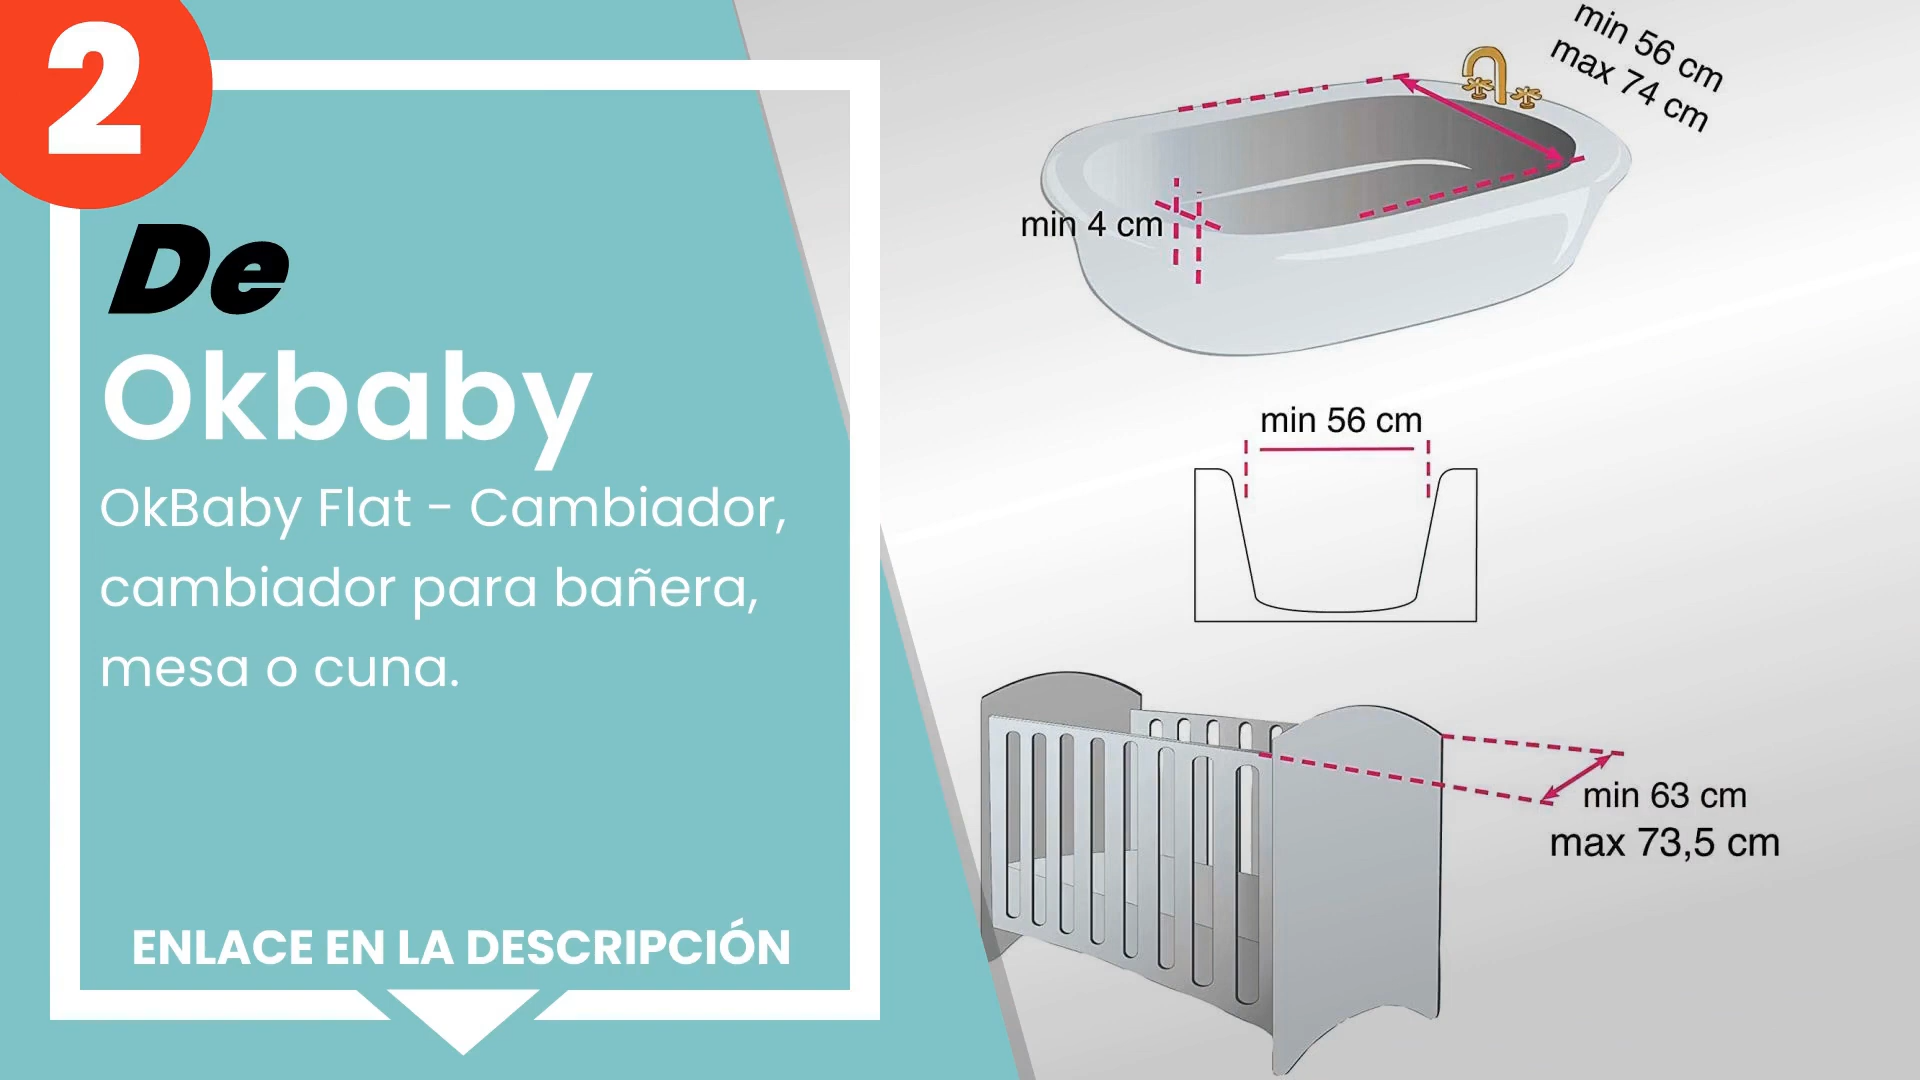 2
De
Okbaby
OkBaby Flat - Cambiador,
cambiador para bañera,
mesa o cuna.
ENLACE EN LA DESCRIPCIÓN
min 56 cm
max 74 cm
min 4 cm
min 56 cm
min 63 cm
max 73,5 cm